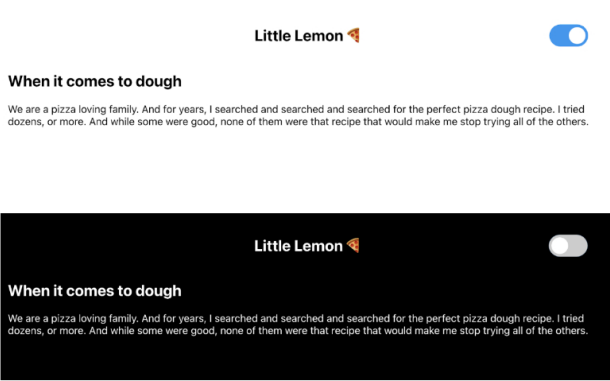 Little Lemon 🍕
When it comes to dough
We are a pizza loving family. And for years, I searched and searched and searched for the perfect pizza dough recipe. I tried
dozens, or more. And while some were good, none of them were that recipe that would make me stop trying all of the others.
Little Lemon 🍕
When it comes to dough
We are a pizza loving family. And for years, I searched and searched and searched for the perfect pizza dough recipe. I tried
dozens, or more. And while some were good, none of them were that recipe that would make me stop trying all of the others.